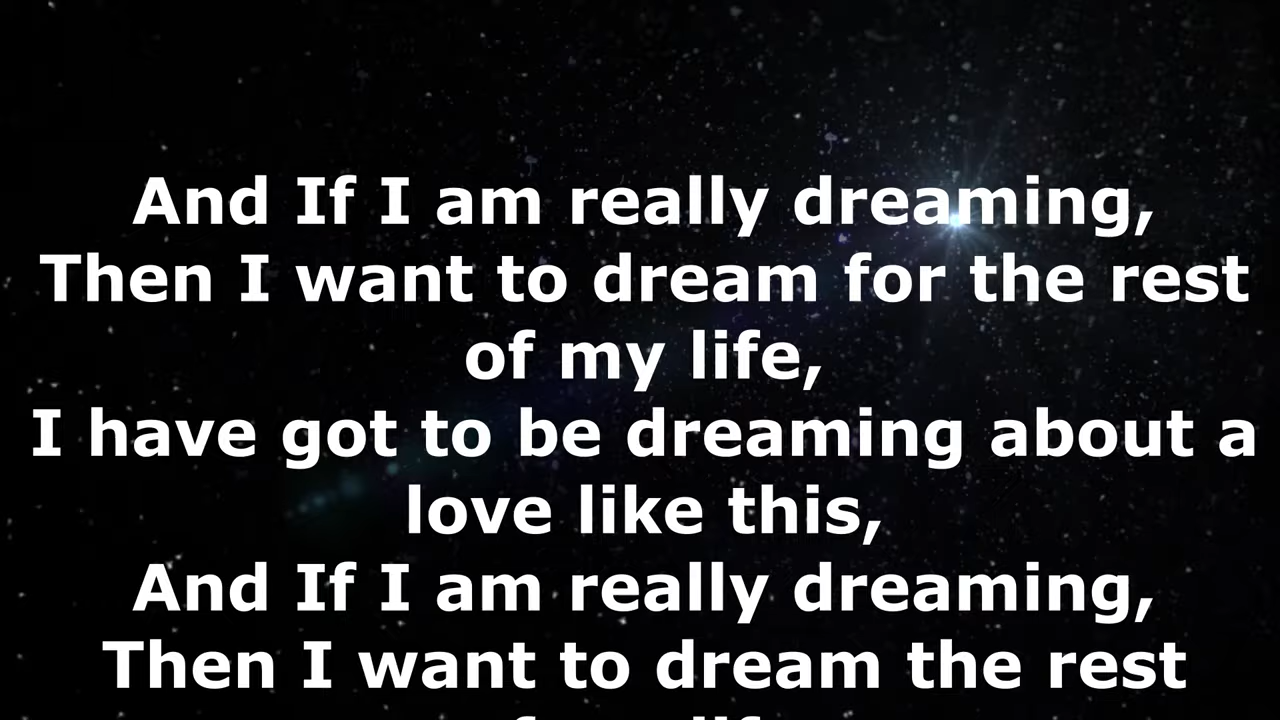 And If I am really dreaming,
Then I want to dream for the rest
of my life,
I have got to be dreaming about a
love like this,
And If I am really dreaming,
Then I want to dream the rest